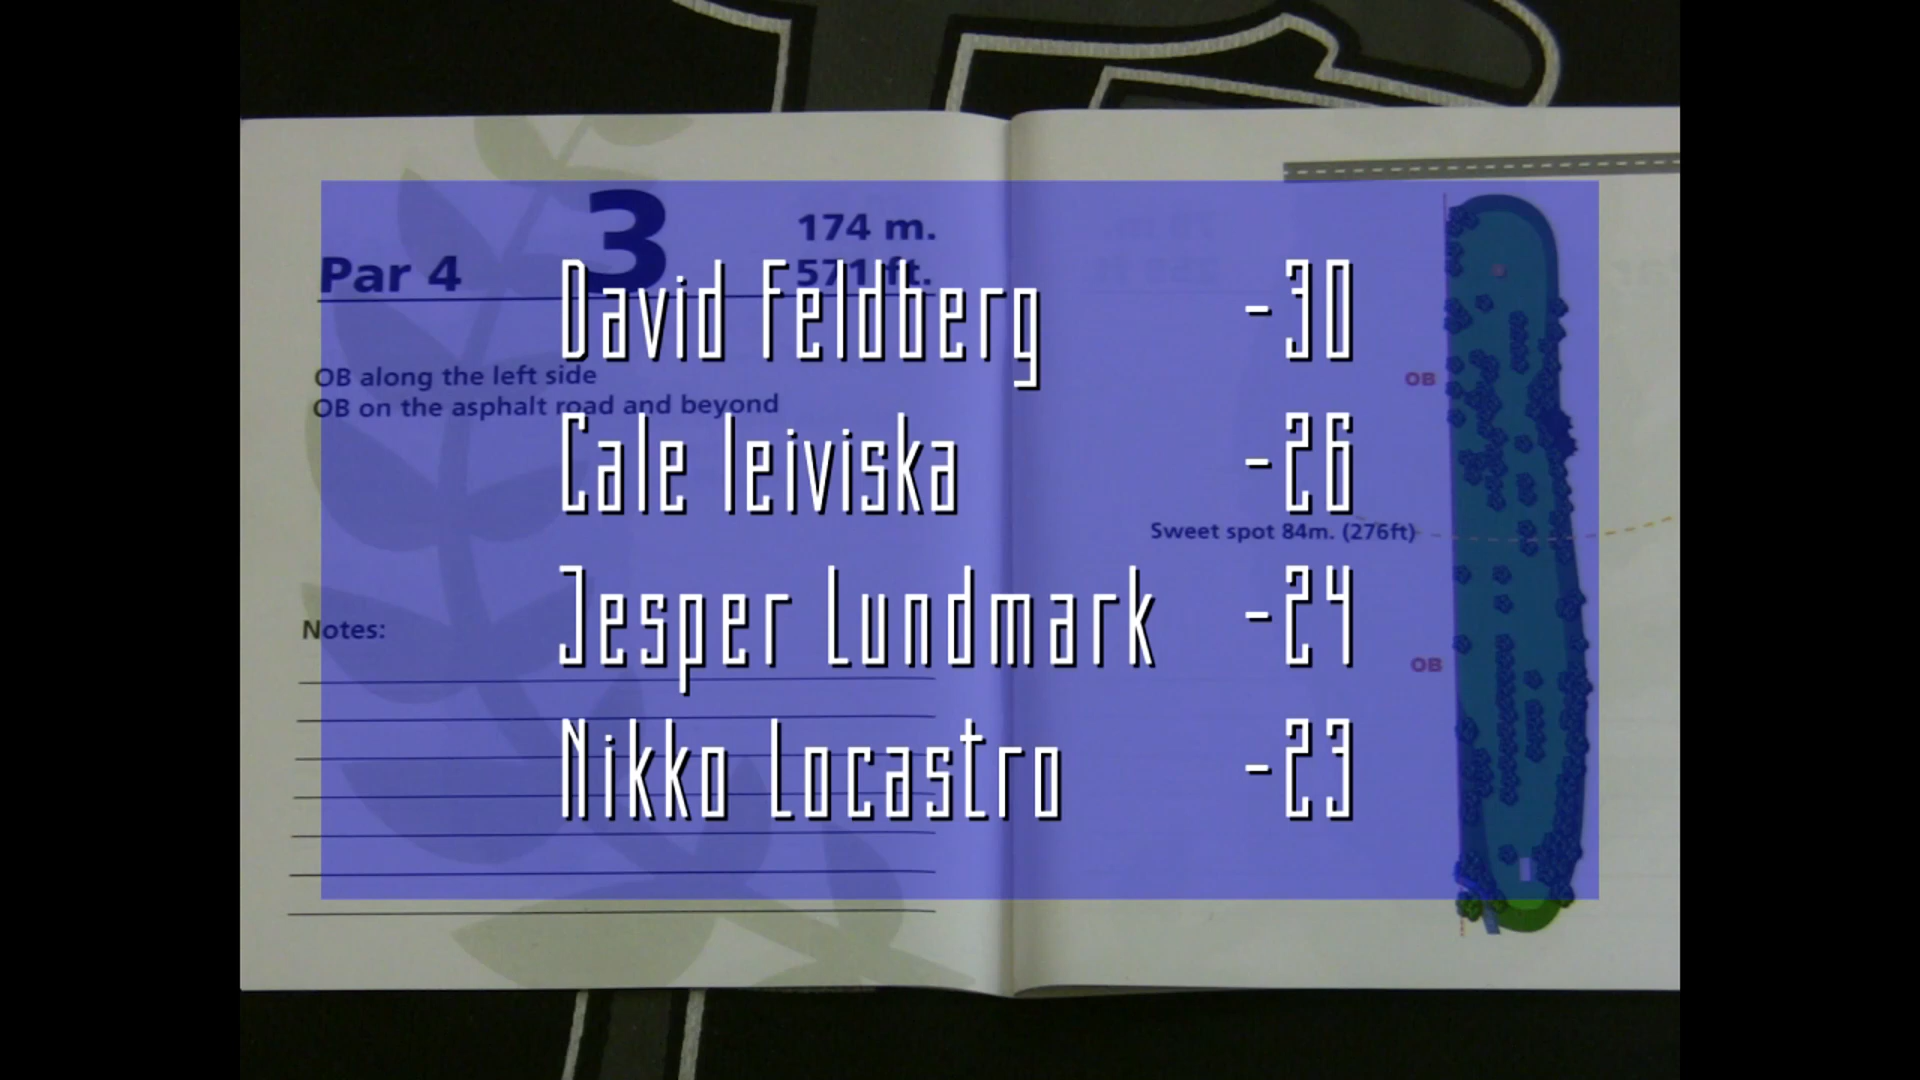 3
174 m.
Par 4
571 ft.
David Feldberg -30
OB along the left side
OB
OB on the asphalt road and beyond
Cale leiviska -26
Sweet spot 84m. (276ft)
Jesper Lundmark -24
Notes:
OB
Nikko Locastro -23